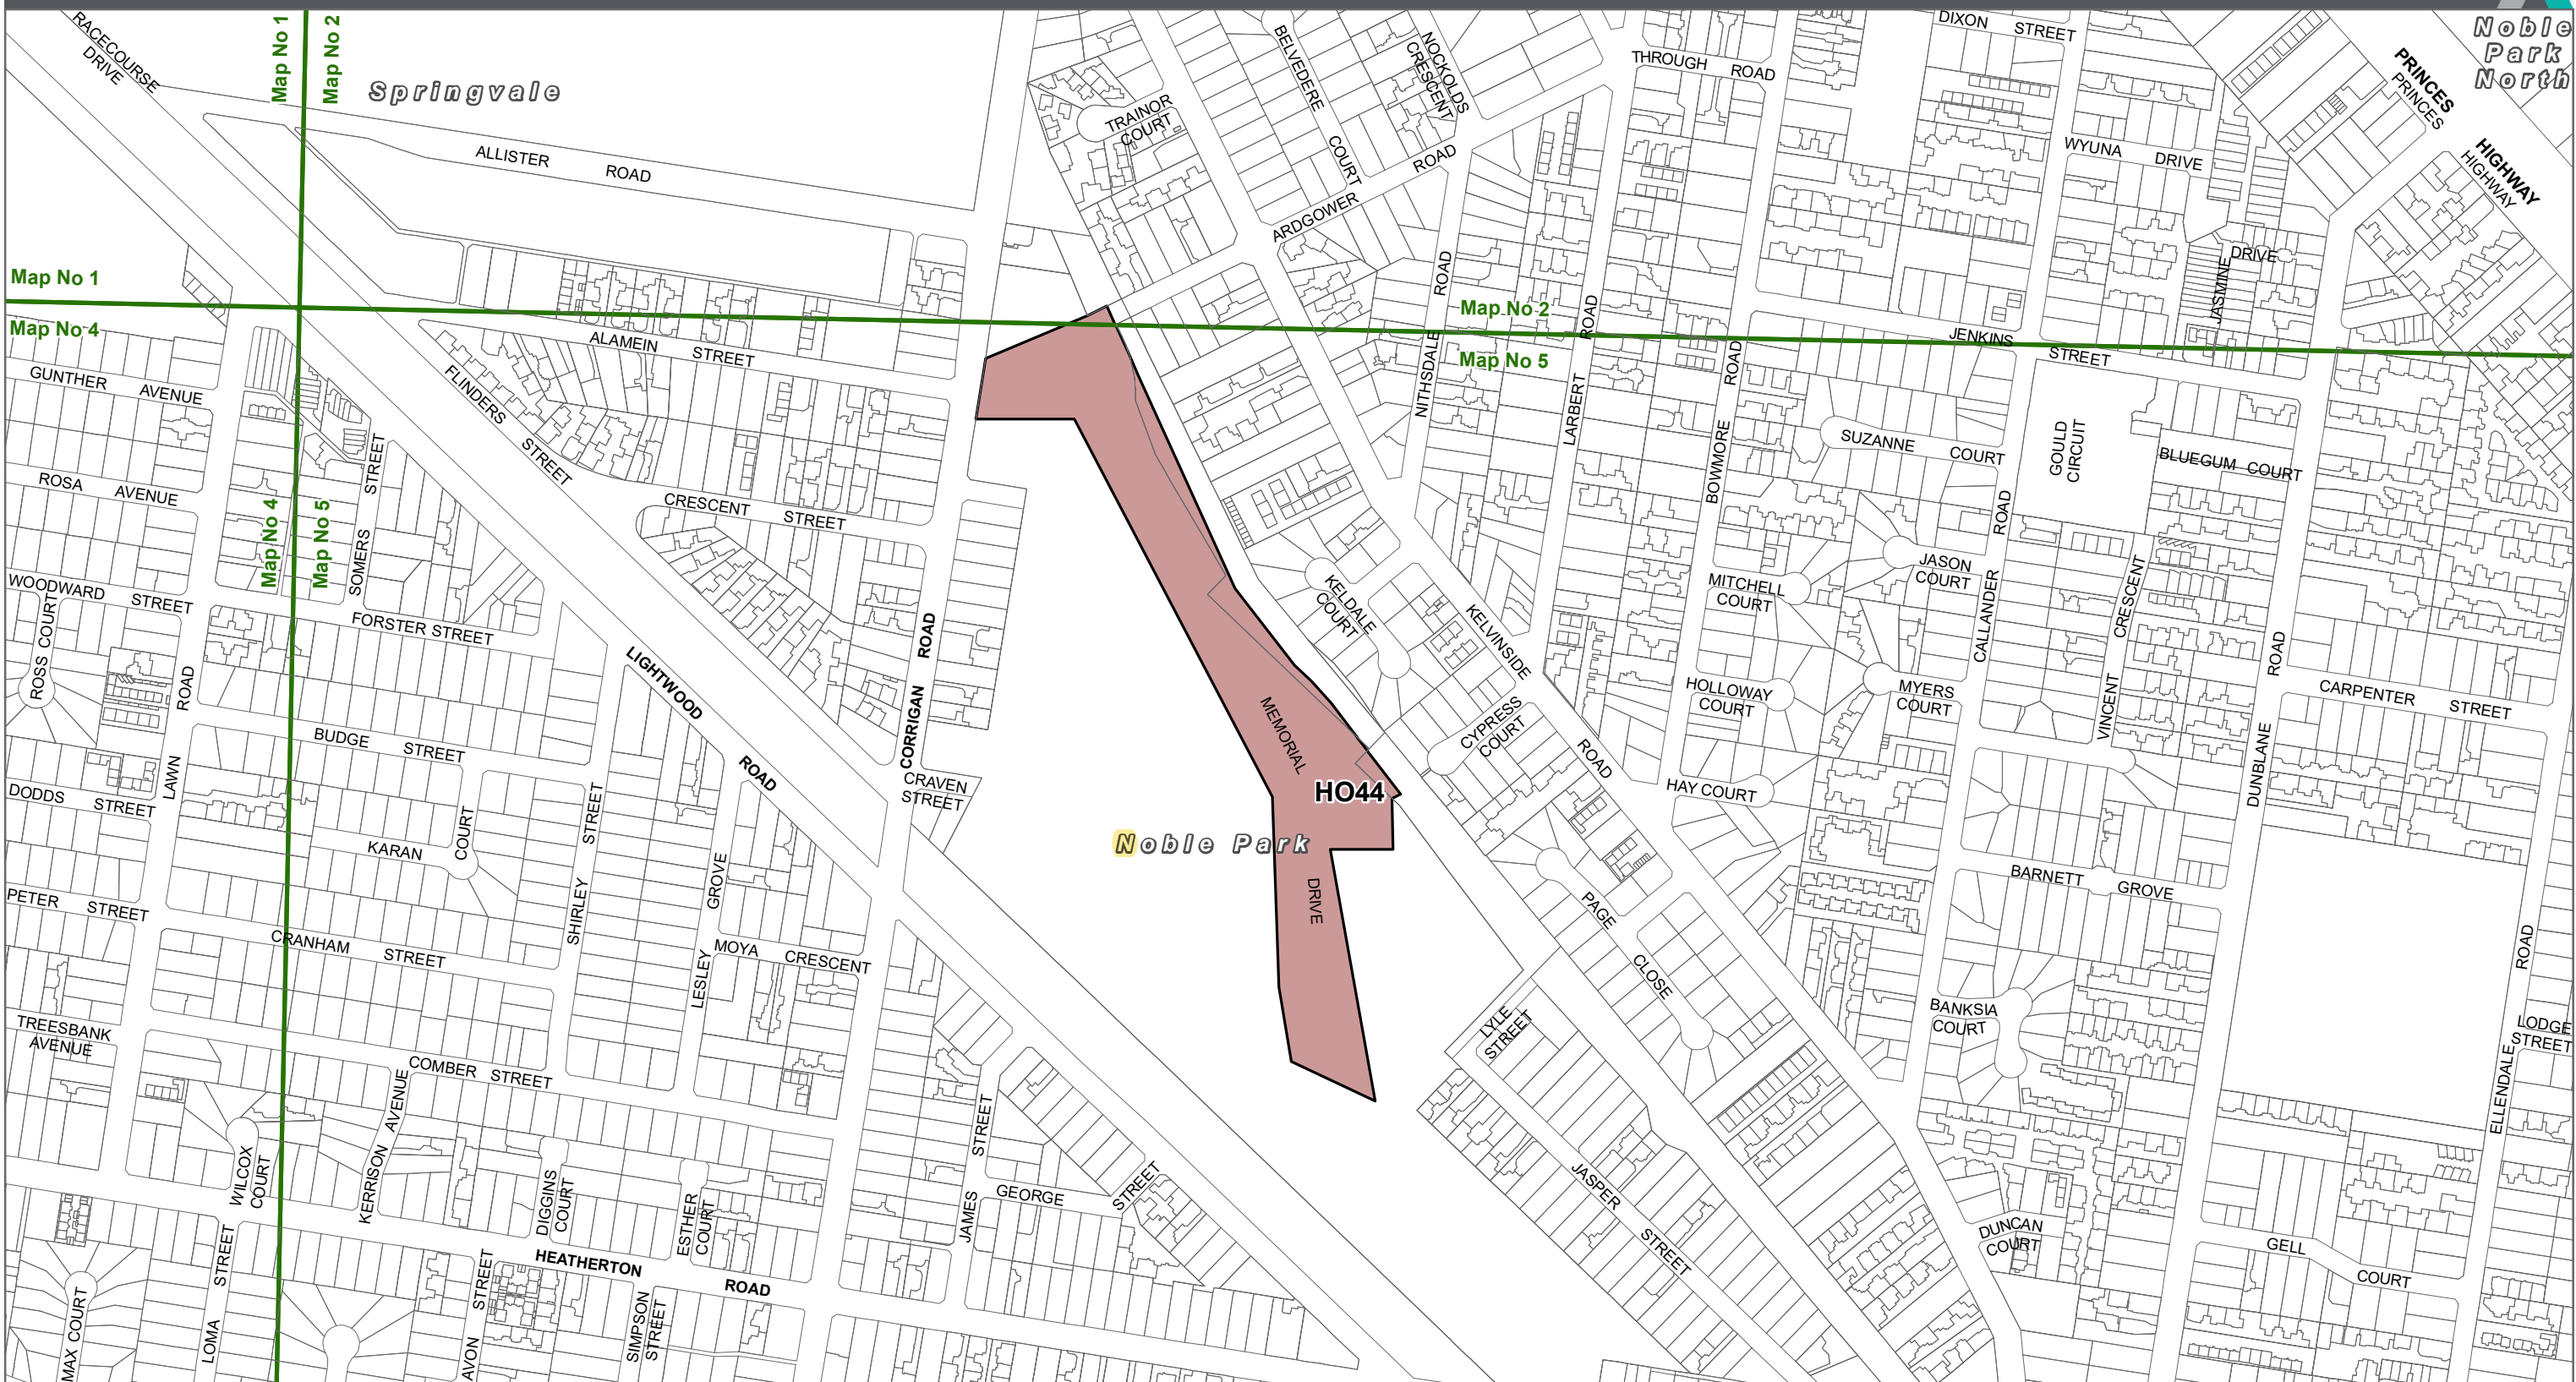 RACECOURSE
DRIVE
Map No 1
Map No 2
Springvale
ALLISTER ROAD
TRAINOR
COURT
BELVEDERE COURT
NOCKOLDS
CRESCENT
ARDGOWER ROAD
THROUGH ROAD
DIXON STREET
WYUNA DRIVE
JASMINE DRIVE
PRINCES
PRINCES
HIGHWAY
HIGHWAY
Noble
Park
North
Map No 1
Map No 4
Map No 2
Map No 5
GUNTHER AVENUE
ROSA AVENUE
WOODWARD STREET
ROSS COURT
Map No 4
Map No 5
SOMERS STREET
FORSTER STREET
ALAMEIN STREET
FLINDERS STREET
CRESCENT STREET
LIGHTWOOD ROAD
CORRIGAN ROAD
CRAVEN
STREET
NITHSDALE ROAD
LARBERT ROAD
BOWMORE ROAD
JENKINS STREET
SUZANNE COURT
GOULD
CIRCUIT
BLUEGUM COURT
JASON
COURT
MITCHELL
COURT
CALLANDER ROAD
VINCENT CRESCENT
DUNBLANE ROAD
KELDALE
COURT
KELVINSIDE ROAD
CYPRESS
COURT
HOLLOWAY
COURT
MYERS
COURT
CARPENTER STREET
HAY COURT
MEMORIAL DRIVE
HO44
Noble Park
LAWN ROAD
BUDGE STREET
DODDS STREET
KARAN COURT
SHIRLEY STREET
LESLEY GROVE
PETER STREET
CRANHAM STREET
MOYA CRESCENT
TREESBANK
AVENUE
COMBER STREET
PAGE CLOSE
BARNETT GROVE
BANKSIA
COURT
LYLE
STREET
ELLENDALE ROAD
LODGE
STREET
WILCOX
COURT
KERRISON AVENUE
DIGGINS
COURT
ESTHER
COURT
JAMES STREET
GEORGE STREET
JASPER STREET
DUNCAN
COURT
GELL COURT
HEATHERTON ROAD
MAX COURT
LOMA STREET
AVON STREET
SIMPSON
STREET